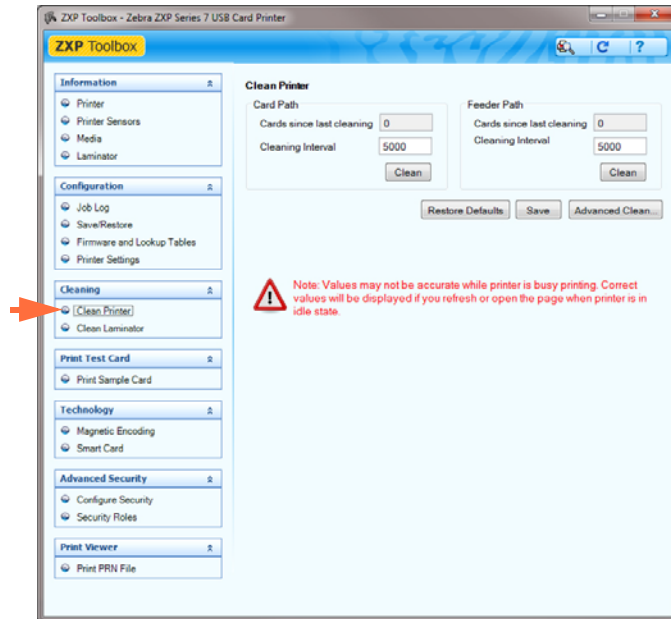 ZXP Toolbox - Zebra ZXP Series 7 USB Card Printer
ZXP Toolbox
?
Information
Printer
Printer Sensors
Media
Laminator
Configuration
Job Log
Save/Restore
Firmware and Lookup Tables
Printer Settings
Cleaning
Clean Printer
Clean Laminator
Print Test Card
Print Sample Card
Technology
Magnetic Encoding
Smart Card
Advanced Security
Configure Security
Security Roles
Print Viewer
Print PRN File
Clean Printer
Card Path
Cards since last cleaning 0
Cleaning Interval 5000
Clean
Feeder Path
Cards since last cleaning 0
Cleaning Interval 5000
Clean
Restore Defaults Save Advanced Clean...
Note: Values may not be accurate while printer is busy printing. Correct
values will be displayed if you refresh or open the page when printer is in
idle state.